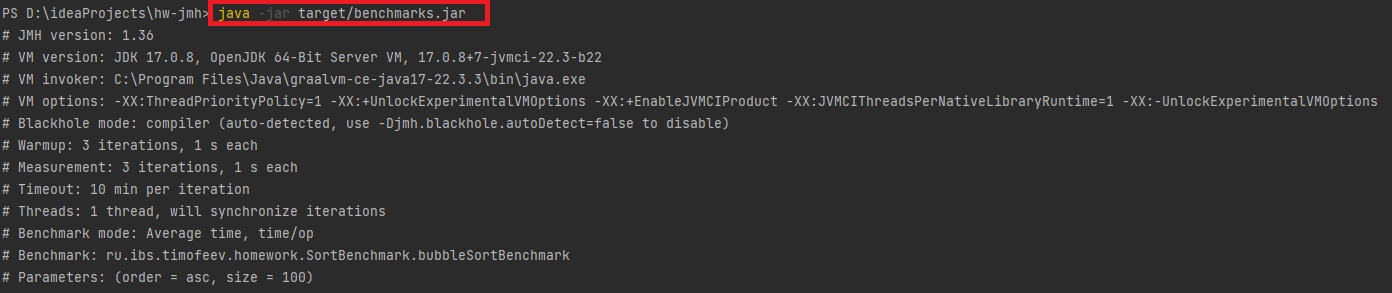 PS D:\ideaProjects\hw-jmh> java -jar target/benchmarks.jar
# JMH version: 1.36
# VM version: JDK 17.0.8, OpenJDK 64-Bit Server VM, 17.0.8+7-jvmci-22.3-b22
# VM invoker: C:\Program Files\Java\graalvm-ce-java17-22.3.3\bin\java.exe
# VM options: -XX:ThreadPriorityPolicy=1 -XX:+UnlockExperimentalVMOptions -XX:+EnableJVMCIProduct -XX:JVMCIThreadsPerNativeLibraryRuntime=1 -XX:-UnlockExperimentalVMOptions
# Blackhole mode: compiler (auto-detected, use -Djmh.blackhole.autoDetect=false to disable)
# Warmup: 3 iterations, 1 s each
# Measurement: 3 iterations, 1 s each
# Timeout: 10 min per iteration
# Threads: 1 thread, will synchronize iterations
# Benchmark mode: Average time, time/op
# Benchmark: ru.ibs.timofeev.homework.SortBenchmark.bubbleSortBenchmark
# Parameters: (order = asc, size = 100)